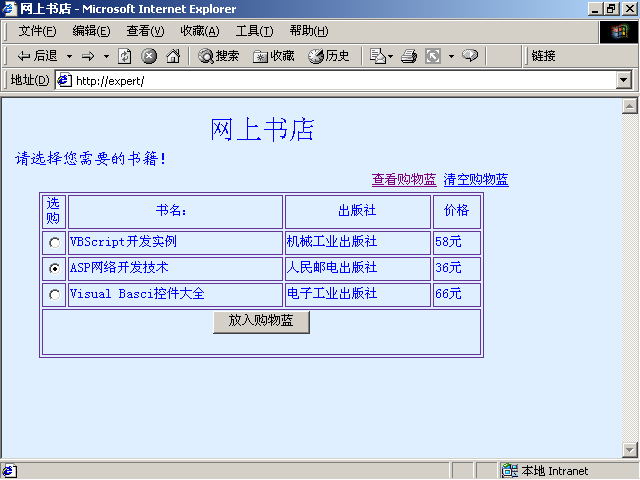 网上书店 - Microsoft Internet Explorer
文件(F) 编辑(E) 查看(V) 收藏(A) 工具(T) 帮助(H)
后退 搜索 收藏 历史 链接
地址(D) http://expert/
网上书店
请选择您需要的书籍!
查看购物蓝 清空购物蓝
选购 书名: 出版社 价格
VBScript开发实例 机械工业出版社 58元
ASP网络开发技术 人民邮电出版社 36元
Visual Basci控件大全 电子工业出版社 66元
放入购物蓝
本地 Intranet